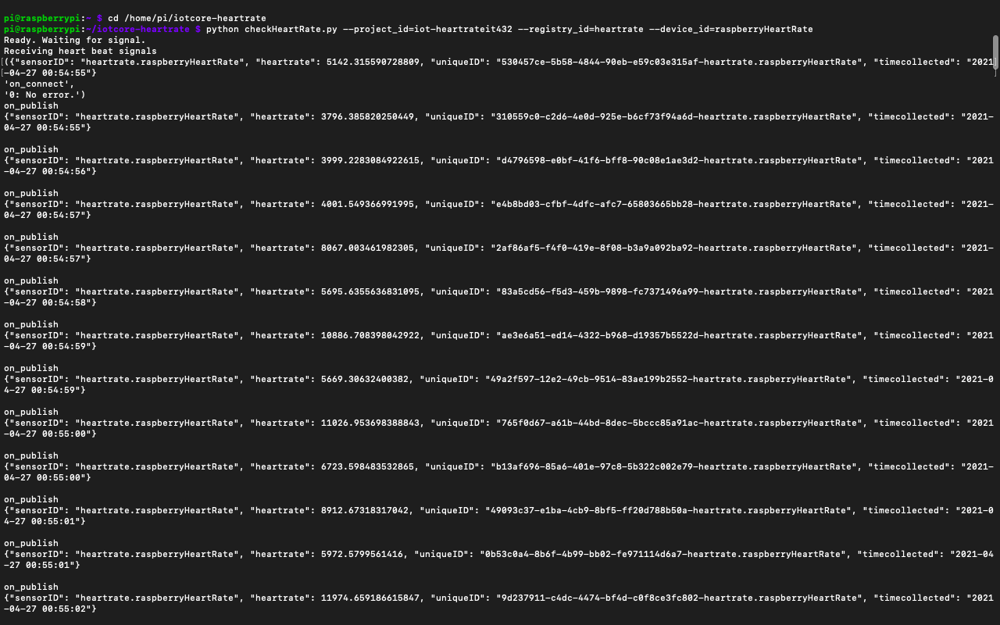 pi@raspberrypi:~ $ cd /home/pi/iotcore-heartrate
pi@raspberrypi:~/iotcore-heartrate $ python checkHeartRate.py --project_id=iot-heartrateit432 --registry_id=heartrate --device_id=raspberryHeartRate
Ready. Waiting for signal.
Receiving heart beat signals
({"sensorID": "heartrate.raspberryHeartRate", "heartrate": 5142.315590728809, "uniqueID": "530457ce-5b58-4844-90eb-e59c03e315af-heartrate.raspberryHeartRate", "timecollected": "2021
-04-27 00:54:55"}
'on_connect',
'0: No error.')
on_publish
{"sensorID": "heartrate.raspberryHeartRate", "heartrate": 3796.385820250449, "uniqueID": "310559c0-c2d6-4e0d-925e-b6cf73f94a6d-heartrate.raspberryHeartRate", "timecollected": "2021-
04-27 00:54:55"}
on_publish
{"sensorID": "heartrate.raspberryHeartRate", "heartrate": 3999.2283084922615, "uniqueID": "d4796598-e0bf-41f6-bff8-90c08e1ae3d2-heartrate.raspberryHeartRate", "timecollected": "2021
-04-27 00:54:56"}
on_publish
{"sensorID": "heartrate.raspberryHeartRate", "heartrate": 4001.549366991995, "uniqueID": "e4b8bd03-cfbf-4dfc-afc7-65803665bb28-heartrate.raspberryHeartRate", "timecollected": "2021-
04-27 00:54:57"}
on_publish
{"sensorID": "heartrate.raspberryHeartRate", "heartrate": 8067.003461982305, "uniqueID": "2af86af5-f4f0-419e-8f08-b3a9a092ba92-heartrate.raspberryHeartRate", "timecollected": "2021-
04-27 00:54:57"}
on_publish
{"sensorID": "heartrate.raspberryHeartRate", "heartrate": 5695.6355636831095, "uniqueID": "83a5cd56-f5d3-459b-9898-fc7371496a99-heartrate.raspberryHeartRate", "timecollected": "2021
-04-27 00:54:58"}
on_publish
{"sensorID": "heartrate.raspberryHeartRate", "heartrate": 10886.708398042922, "uniqueID": "ae3e6a51-ed14-4322-b968-d19357b5522d-heartrate.raspberryHeartRate", "timecollected": "2021
-04-27 00:54:59"}
on_publish
{"sensorID": "heartrate.raspberryHeartRate", "heartrate": 5669.30632400382, "uniqueID": "49a2f597-12e2-49cb-9514-83ae199b2552-heartrate.raspberryHeartRate", "timecollected": "2021-0
4-27 00:54:59"}
on_publish
{"sensorID": "heartrate.raspberryHeartRate", "heartrate": 11026.953698388843, "uniqueID": "765f0d67-a61b-44bd-8dec-5bccc85a91ac-heartrate.raspberryHeartRate", "timecollected": "2021
-04-27 00:55:00"}
on_publish
{"sensorID": "heartrate.raspberryHeartRate", "heartrate": 6723.598483532865, "uniqueID": "b13af696-85a6-401e-97c8-5b322c002e79-heartrate.raspberryHeartRate", "timecollected": "2021-
04-27 00:55:00"}
on_publish
{"sensorID": "heartrate.raspberryHeartRate", "heartrate": 8912.67318317042, "uniqueID": "49093c37-e1ba-4cb9-8bf5-ff20d788b50a-heartrate.raspberryHeartRate", "timecollected": "2021-0
4-27 00:55:01"}
on_publish
{"sensorID": "heartrate.raspberryHeartRate", "heartrate": 5972.5799561416, "uniqueID": "0b53c0a4-8b6f-4b99-bb02-fe971114d6a7-heartrate.raspberryHeartRate", "timecollected": "2021-04
-27 00:55:01"}
on_publish
{"sensorID": "heartrate.raspberryHeartRate", "heartrate": 11974.659186615847, "uniqueID": "9d237911-c4dc-4474-bf4d-c0f8ce3fc802-heartrate.raspberryHeartRate", "timecollected": "2021
-04-27 00:55:02"}